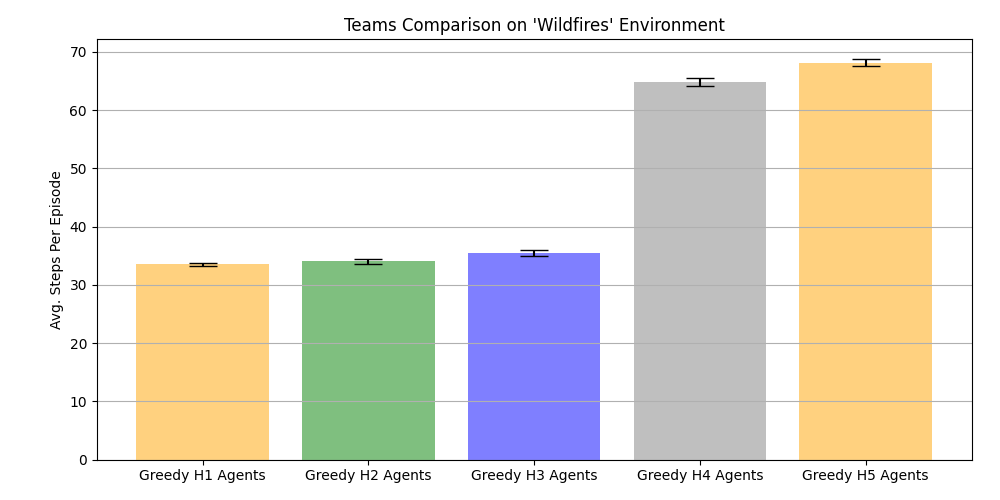 Teams Comparison on 'Wildfires' Environment
Avg. Steps Per Episode
70
60
50
40
30
20
10
0
Greedy H1 Agents
Greedy H2 Agents
Greedy H3 Agents
Greedy H4 Agents
Greedy H5 Agents